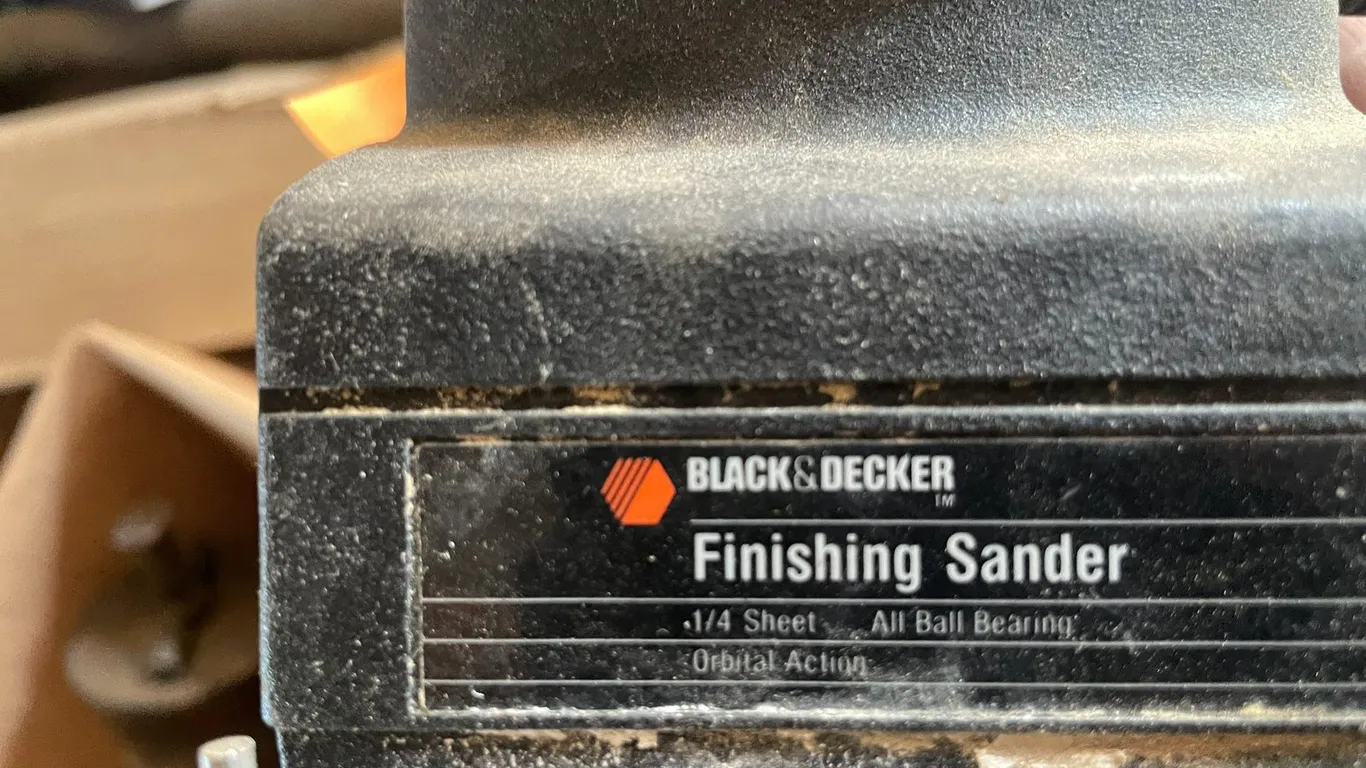 BLACK&DECKER
TM
Finishing Sander
1/4 Sheet All Ball Bearing
Orbital Action